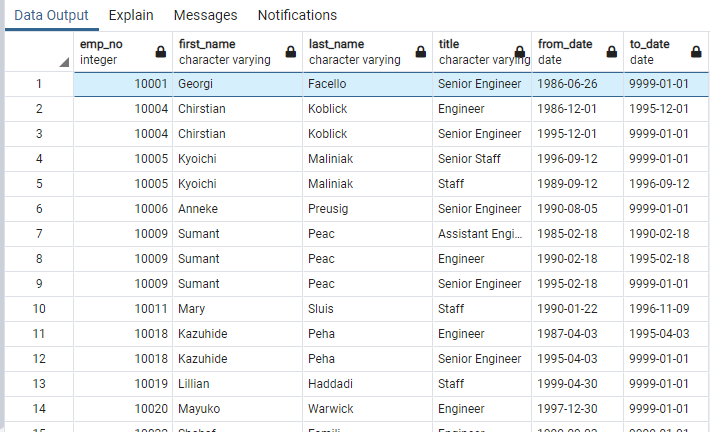 Data Output Explain Messages Notifications
emp_no first_name last_name title from_date to_date
integer character varying character varying character varying date date
1 10001 Georgi Facello Senior Engineer 1986-06-26 9999-01-01
2 10004 Chirstian Koblick Engineer 1986-12-01 1995-12-01
3 10004 Chirstian Koblick Senior Engineer 1995-12-01 9999-01-01
4 10005 Kyoichi Maliniak Senior Staff 1996-09-12 9999-01-01
5 10005 Kyoichi Maliniak Staff 1989-09-12 1996-09-12
6 10006 Anneke Preusig Senior Engineer 1990-08-05 9999-01-01
7 10009 Sumant Peac Assistant Engi... 1985-02-18 1990-02-18
8 10009 Sumant Peac Engineer 1990-02-18 1995-02-18
9 10009 Sumant Peac Senior Engineer 1995-02-18 9999-01-01
10 10011 Mary Sluis Staff 1990-01-22 1996-11-09
11 10018 Kazuhide Peha Engineer 1987-04-03 1995-04-03
12 10018 Kazuhide Peha Senior Engineer 1995-04-03 9999-01-01
13 10019 Lillian Haddadi Staff 1999-04-30 9999-01-01
14 10020 Mayuko Warwick Engineer 1997-12-30 9999-01-01